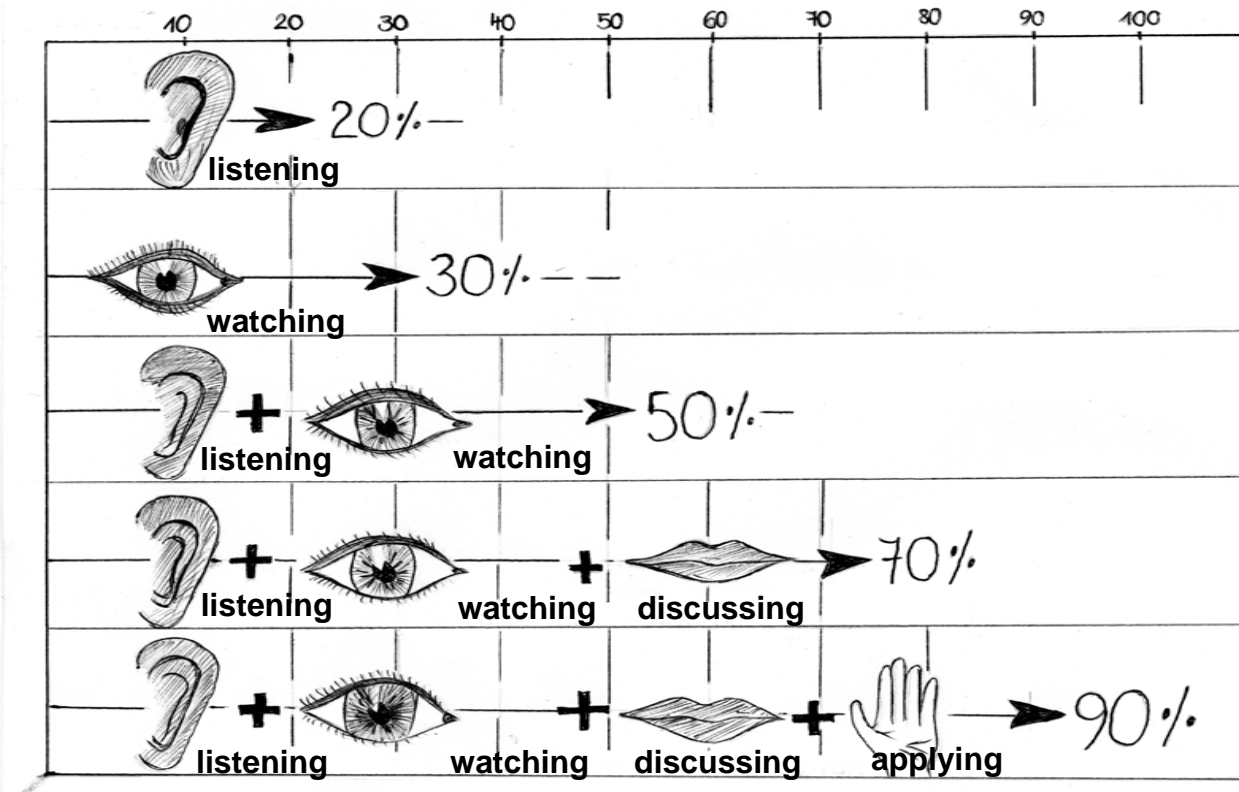 10 20 30 40 50 60 70 80 90 100
20%
listening
30%
watching
50%
listening watching
70%
listening watching discussing
90%
listening watching discussing applying